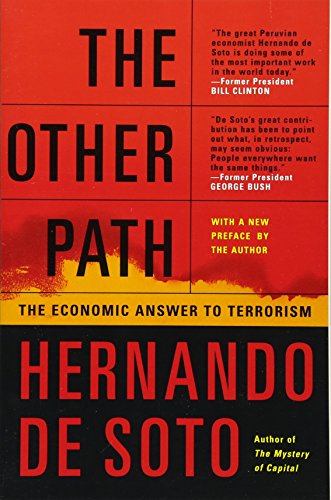 THE
OTHER
PATH
"The great Peruvian
economist Hernando de
Soto is doing some of
the most important work
in the world today."
—Former President
BILL CLINTON
"De Soto's great contri-
bution has been to point
out what, in retrospect,
may seem obvious:
People everywhere want
the same things."
—Former President
GEORGE BUSH
WITH A NEW
PREFACE BY
THE AUTHOR
THE ECONOMIC ANSWER TO TERRORISM
HERNANDO
DE SOTO
Author of
The Mystery
of Capital